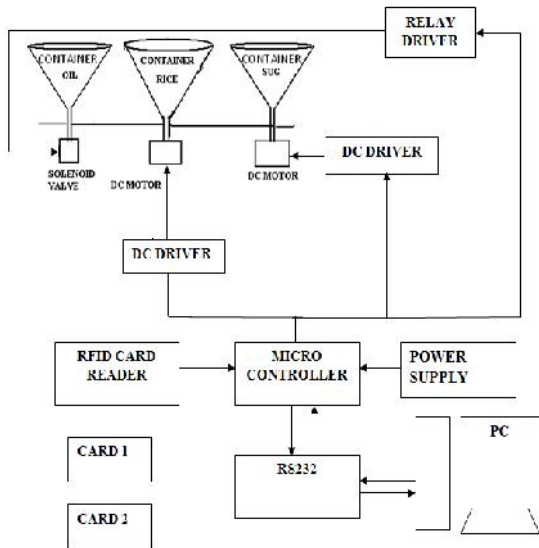 RELAY
DRIVER
CONTAINER
OIL
CONTAINER
RICE
CONTAINER
SUG
SOLENOID
VALVE
DC MOTOR
DC MOTOR
DC DRIVER
DC DRIVER
RFID CARD
READER
MICRO
CONTROLLER
POWER
SUPPLY
CARD 1
RS232
PC
CARD 2